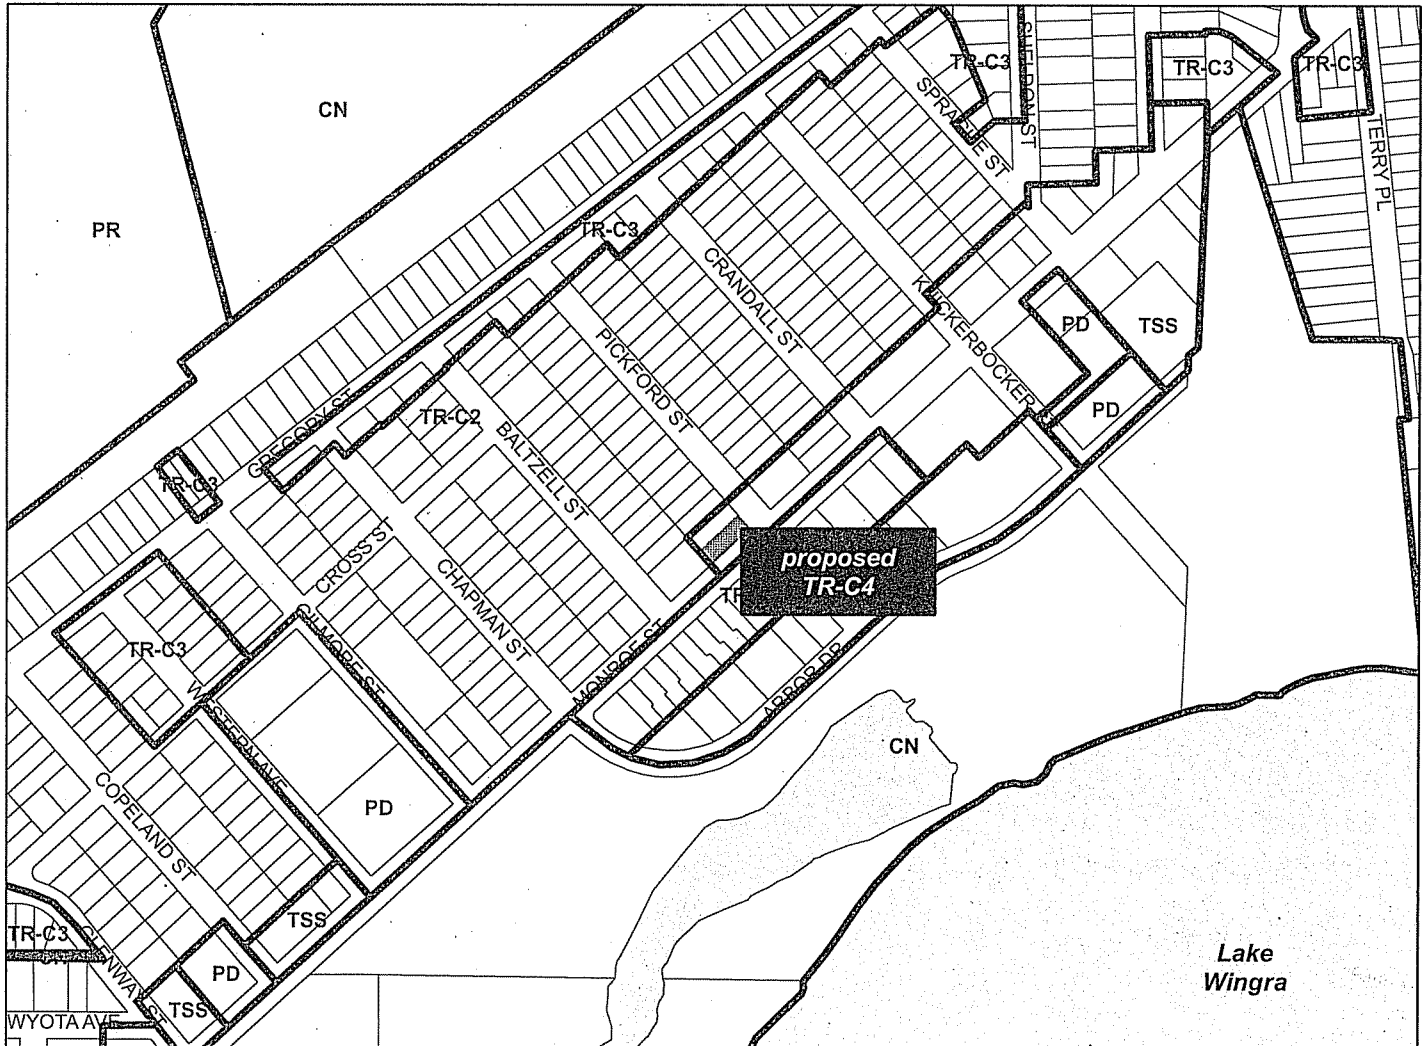 CN
PR
TR-C3
SHELDON ST
TR-C3
TR-C3
SPRAGUE ST
TERRY PL
TR-C3
CRANDALL ST
KNICKERBOCKER ST
PD
TSS
PICKFORD ST
GREGORY ST
TR-C2
PD
BALTZELL ST
TR-C3
CROSS ST
proposed
TR-C4
CHAPMAN ST
GILMORE ST
TR-C3
MONROE ST
ARBOR DR
WESTERN AVE
CN
COPELAND ST
PD
TSS
TR-C3
GLENWAY ST
PD
TSS
WYOTA AVE
Lake
Wingra